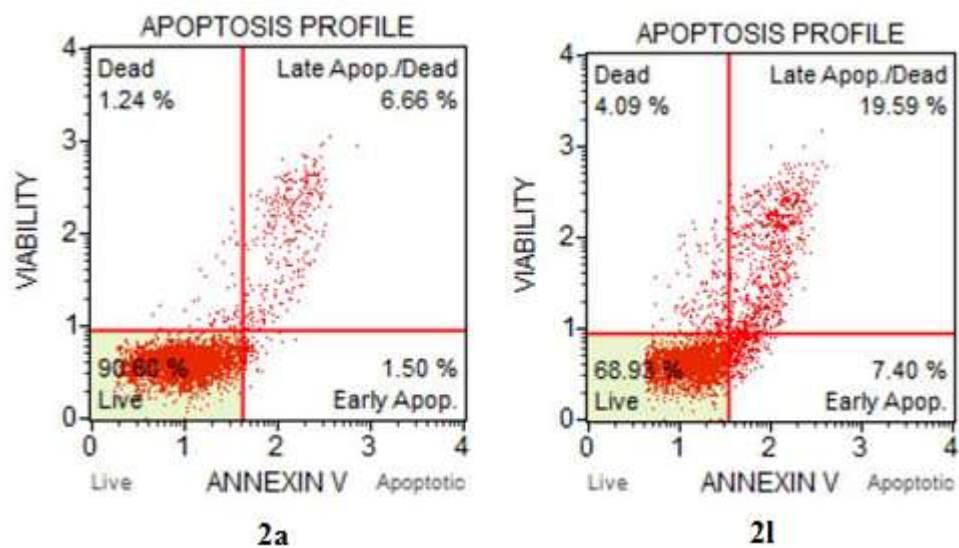 APOPTOSIS PROFILE
4
3
2
1
0
VIABILITY
Dead
1.24 %
Late Apop./Dead
6.66 %
90.60 %
Live
1.50 %
Early Apop.
0 1 2 3 4
Live ANNEXIN V Apoptotic
2a
APOPTOSIS PROFILE
4
3
2
1
0
VIABILITY
Dead
4.09 %
Late Apop./Dead
19.59 %
68.93 %
Live
7.40 %
Early Apop.
0 1 2 3 4
Live ANNEXIN V Apoptotic
2l